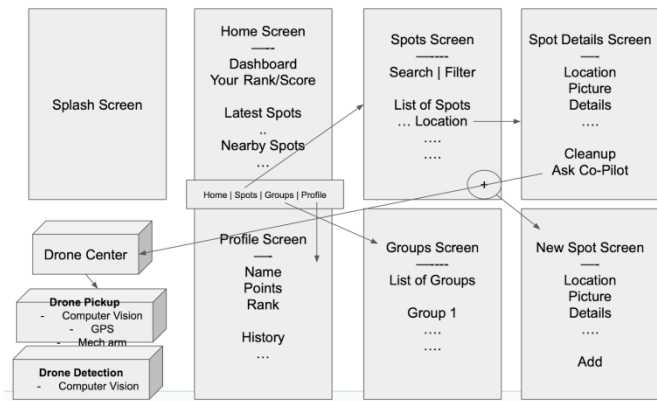 Splash Screen
Home Screen
-----
Dashboard
Your Rank/Score
Latest Spots
..
Nearby Spots
...
Spots Screen
-----
Search | Filter
List of Spots
... Location
....
....
Spot Details Screen
----
Location
Picture
Details
....
Cleanup
Ask Co-Pilot
Home | Spots | Groups | Profile
+
Drone Center
Drone Pickup
- Computer Vision
- GPS
- Mech arm
Drone Detection
- Computer Vision
Profile Screen
----
Name
Points
Rank
History
...
Groups Screen
-----
List of Groups
Group 1
....
....
New Spot Screen
----
Location
Picture
Details
....
Add